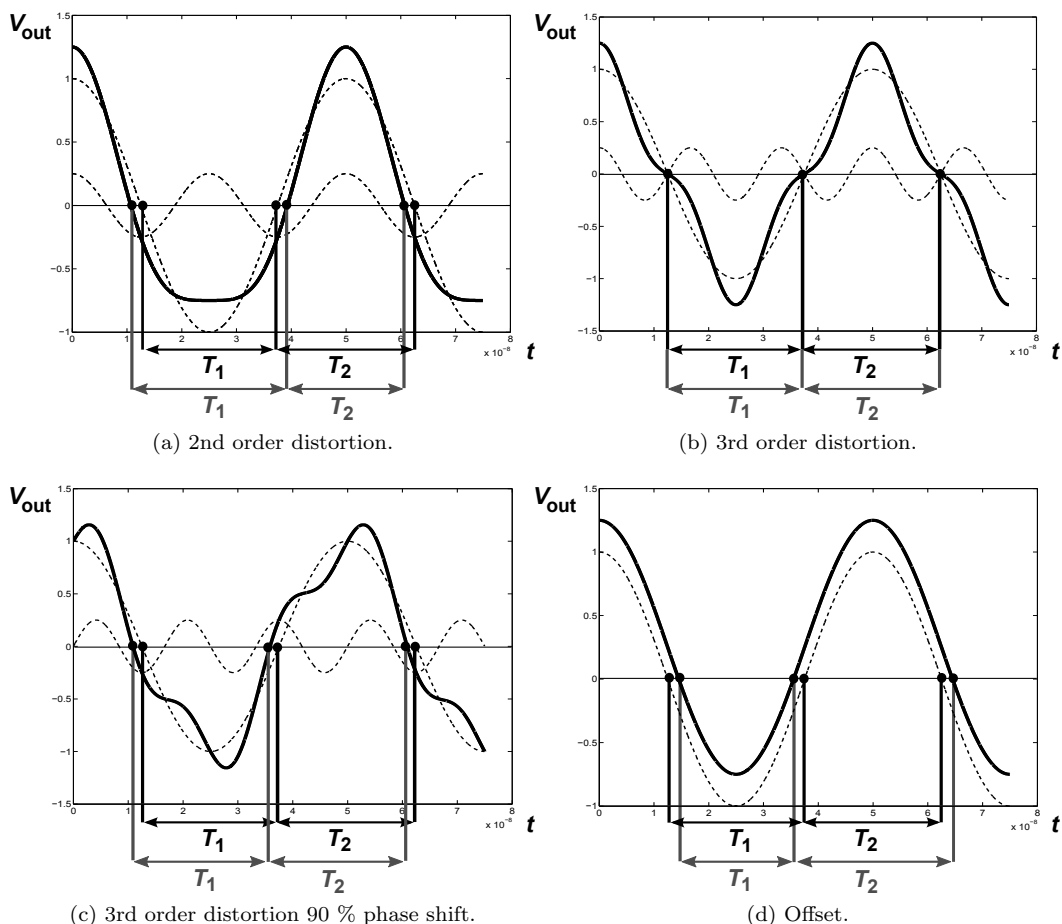 Vout
1
0.5
0
−0.5
−1
0 1 2 3 4 5 6 7 8
x 10⁻⁸
t
T1 T2
T1 T2
(a) 2nd order distortion.
Vout
1.5
1
0.5
0
−0.5
−1
−1.5
0 1 2 3 4 5 6 7 8
x 10⁻⁸
t
T1 T2
T1 T2
(b) 3rd order distortion.
Vout
1.5
1
0.5
0
−0.5
−1
−1.5
0 1 2 3 4 5 6 7 8
x 10⁻⁸
t
T1 T2
T1 T2
(c) 3rd order distortion 90 % phase shift.
Vout
1.5
1
0.5
0
−0.5
−1
0 1 2 3 4 5 6 7 8
x 10⁻⁸
t
T1 T2
T1 T2
(d) Offset.